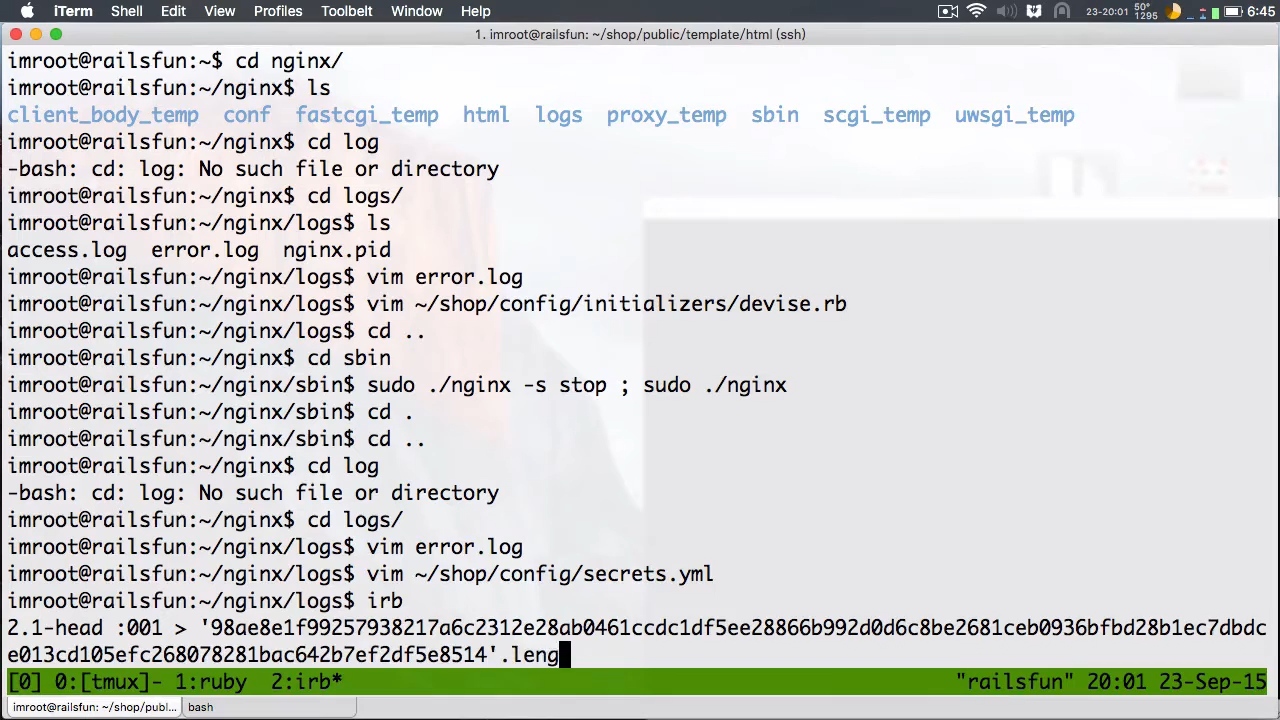 iTerm Shell Edit View Profiles Toolbelt Window Help 23-20:01 50° 1295 6:45
1. imroot@railsfun: ~/shop/public/template/html (ssh)
imroot@railsfun:~$ cd nginx/
imroot@railsfun:~/nginx$ ls
client_body_temp conf fastcgi_temp html logs proxy_temp sbin scgi_temp uwsgi_temp
imroot@railsfun:~/nginx$ cd log
-bash: cd: log: No such file or directory
imroot@railsfun:~/nginx$ cd logs/
imroot@railsfun:~/nginx/logs$ ls
access.log error.log nginx.pid
imroot@railsfun:~/nginx/logs$ vim error.log
imroot@railsfun:~/nginx/logs$ vim ~/shop/config/initializers/devise.rb
imroot@railsfun:~/nginx/logs$ cd ..
imroot@railsfun:~/nginx$ cd sbin
imroot@railsfun:~/nginx/sbin$ sudo ./nginx -s stop ; sudo ./nginx
imroot@railsfun:~/nginx/sbin$ cd .
imroot@railsfun:~/nginx/sbin$ cd ..
imroot@railsfun:~/nginx$ cd log
-bash: cd: log: No such file or directory
imroot@railsfun:~/nginx$ cd logs/
imroot@railsfun:~/nginx/logs$ vim error.log
imroot@railsfun:~/nginx/logs$ vim ~/shop/config/secrets.yml
imroot@railsfun:~/nginx/logs$ irb
2.1-head :001 > '98ae8e1f99257938217a6c2312e28ab0461ccdc1df5ee28866b992d0d6c8be2681ceb0936bfbd28b1ec7dbdc
e013cd105efc268078281bac642b7ef2df5e8514'.leng
[0] 0:[tmux]- 1:ruby 2:irb* "railsfun" 20:01 23-Sep-15
imroot@railsfun: ~/shop/publ... bash